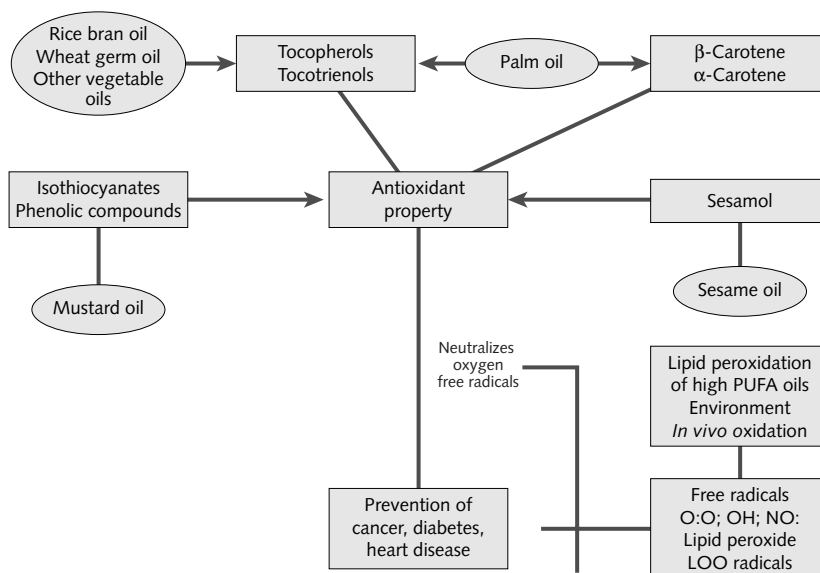 Rice bran oil
Wheat germ oil
Other vegetable
oils
Tocopherols
Tocotrienols
Palm oil
β-Carotene
α-Carotene
Isothiocyanates
Phenolic compounds
Antioxidant
property
Sesamol
Mustard oil
Sesame oil
Neutralizes
oxygen
free radicals
Lipid peroxidation
of high PUFA oils
Environment
In vivo oxidation
Prevention of
cancer, diabetes,
heart disease
Free radicals
O:O; OH; NO:
Lipid peroxide
LOO radicals